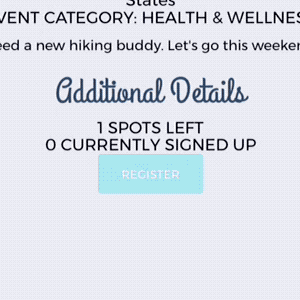 States
VENT CATEGORY: HEALTH & WELLNES
eed a new hiking buddy. Let's go this weeken
Additional Details
1 SPOTS LEFT
0 CURRENTLY SIGNED UP
REGISTER